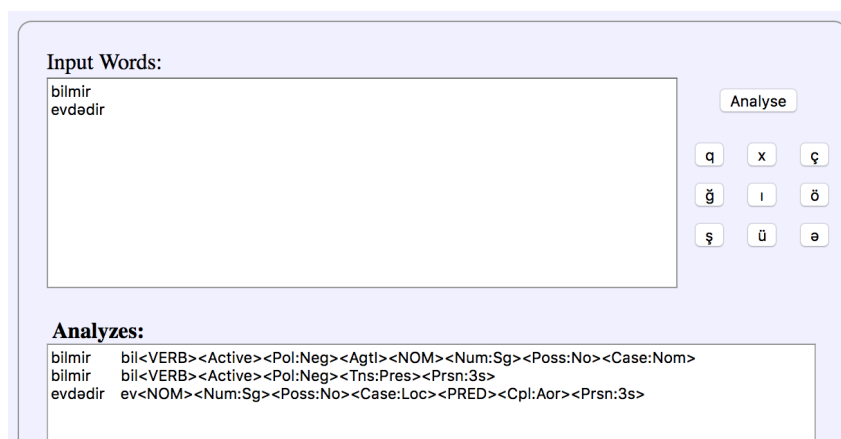 Input Words:
bilmir
evdədir
Analyse
q x ç
ğ ı ö
ş ü ə
Analyzes:
bilmir bil<VERB><Active><Pol:Neg><AgtI><NOM><Num:Sg><Poss:No><Case:Nom>
bilmir bil<VERB><Active><Pol:Neg><Tns:Pres><Prsn:3s>
evdədir ev<NOM><Num:Sg><Poss:No><Case:Loc><PRED><Cpl:Aor><Prsn:3s>